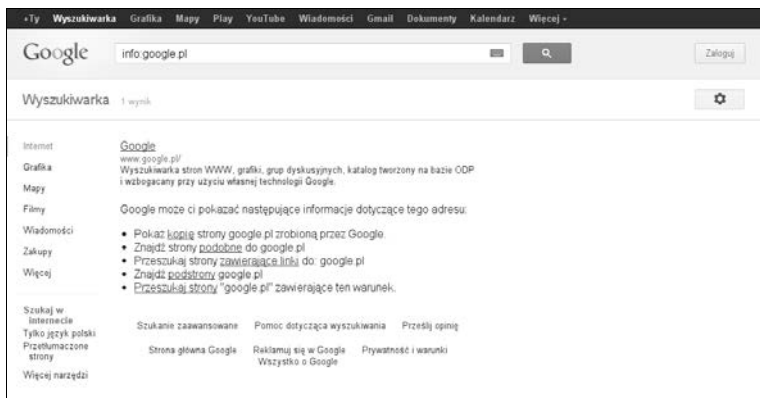 +Ty Wyszukiwarka Grafika Mapy Play YouTube Wiadomości Gmail Dokumenty Kalendarz Więcej
Google
info:google.pl
Zaloguj
Wyszukiwarka
1 wynik
Internet
Grafika
Mapy
Filmy
Wiadomości
Zakupy
Więcej
Szukaj w
internecie
Tylko język polski
Przetłumaczone
strony
Więcej narzędzi
Google
www.google.pl/
Wyszukiwarka stron WWW, grafiki, grup dyskusyjnych, katalog tworzony na bazie ODP
i wzbogacany przy użyciu własnej technologii Google.
Google może ci pokazać następujące informacje dotyczące tego adresu:
• Pokaż kopię strony google.pl zrobioną przez Google.
• Znajdź strony podobne do google.pl
• Przeszukaj strony zawierające linki do: google.pl
• Znajdź podstrony google.pl
• Przeszukaj strony "google.pl" zawierające ten warunek.
Szukanie zaawansowane Pomoc dotycząca wyszukiwania Prześlij opinię
Strona główna Google Reklamuj się w Google Prywatność i warunki
Wszystko o Google